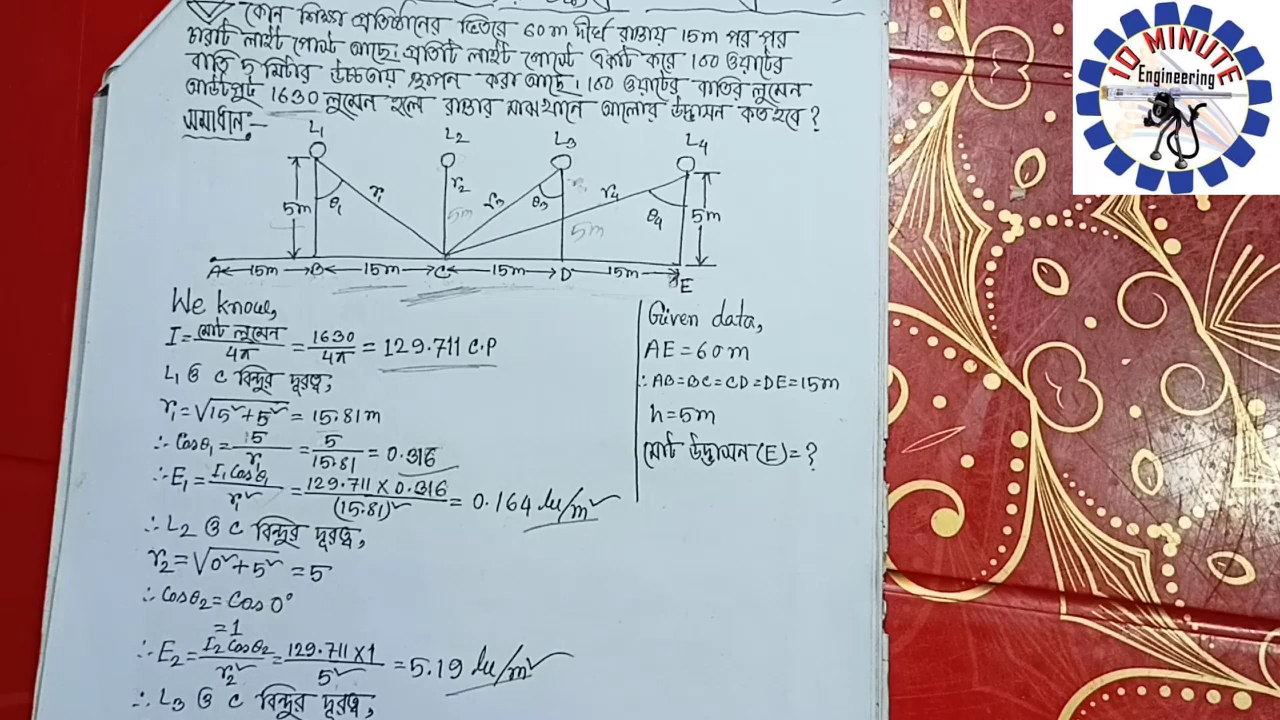 কোন শিক্ষা প্রতিষ্ঠানের ভিতরে 60m দীর্ঘ রাস্তায় 15m পর পর
চারটি লাইট পোস্ট আছে। প্রতিটি লাইট পোস্টে একটি করে 160 ওয়াটের
বাতি 5 মিটার উচ্চতায় স্থাপন করা আছে। 160 ওয়াটের বাতির লুমেন
আউটপুট 1630 লুমেন হলে রাস্তার মাঝখানে আলোর উদ্ভাসন কত হবে?
সমাধান:-
L1 L2 L3 L4
5m θ1 r1 r2 5m r3 θ3 5m r4 θ4 5m
A 15m B 15m C 15m D 15m E
We know,
I = মোট লুমেন/4π = 1630/4π = 129.711 C.P
L1 ও C বিন্দুর দূরত্ব,
r1 = √15²+5² = 15.81m
∴ Cosθ1 = 5/r1 = 5/15.81 = 0.316
∴ E1 = I1Cosθ1/r1² = 129.711 X 0.316/(15.81)² = 0.164 lu/m²
∴ L2 ও C বিন্দুর দূরত্ব,
r2 = √0²+5² = 5
∴ Cosθ2 = Cos 0°
= 1
∴ E2 = I2 Cosθ2/r2² = 129.711 X 1/5² = 5.19 lu/m²
∴ L3 ও C বিন্দুর দূরত্ব,
Given data,
AE = 60m
∴ AB = BC = CD = DE = 15m
h = 5m
মোট উদ্ভাসন (E) = ?
10 MINUTE
Engineering